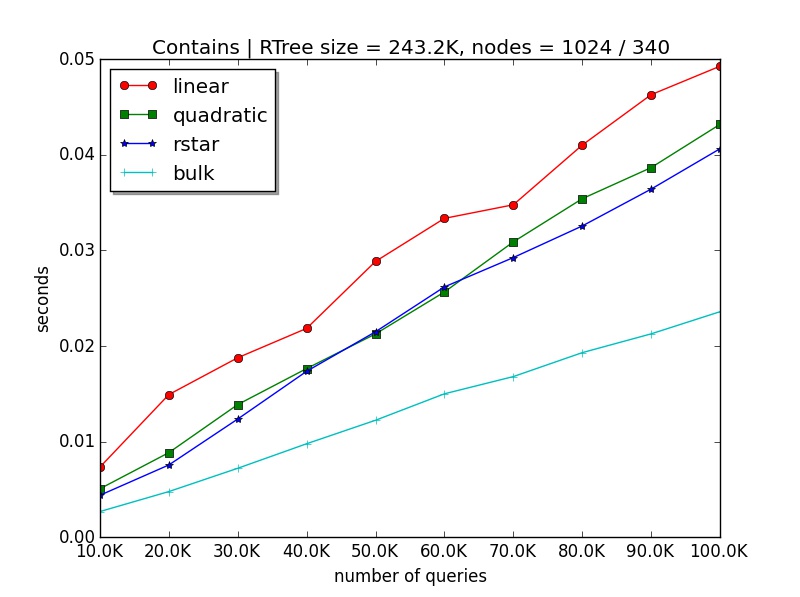 Contains | RTree size = 243.2K, nodes = 1024 / 340
linear
quadratic
rstar
bulk
0.05
0.04
0.03
0.02
0.01
0.00
seconds
10.0K 20.0K 30.0K 40.0K 50.0K 60.0K 70.0K 80.0K 90.0K 100.0K
number of queries